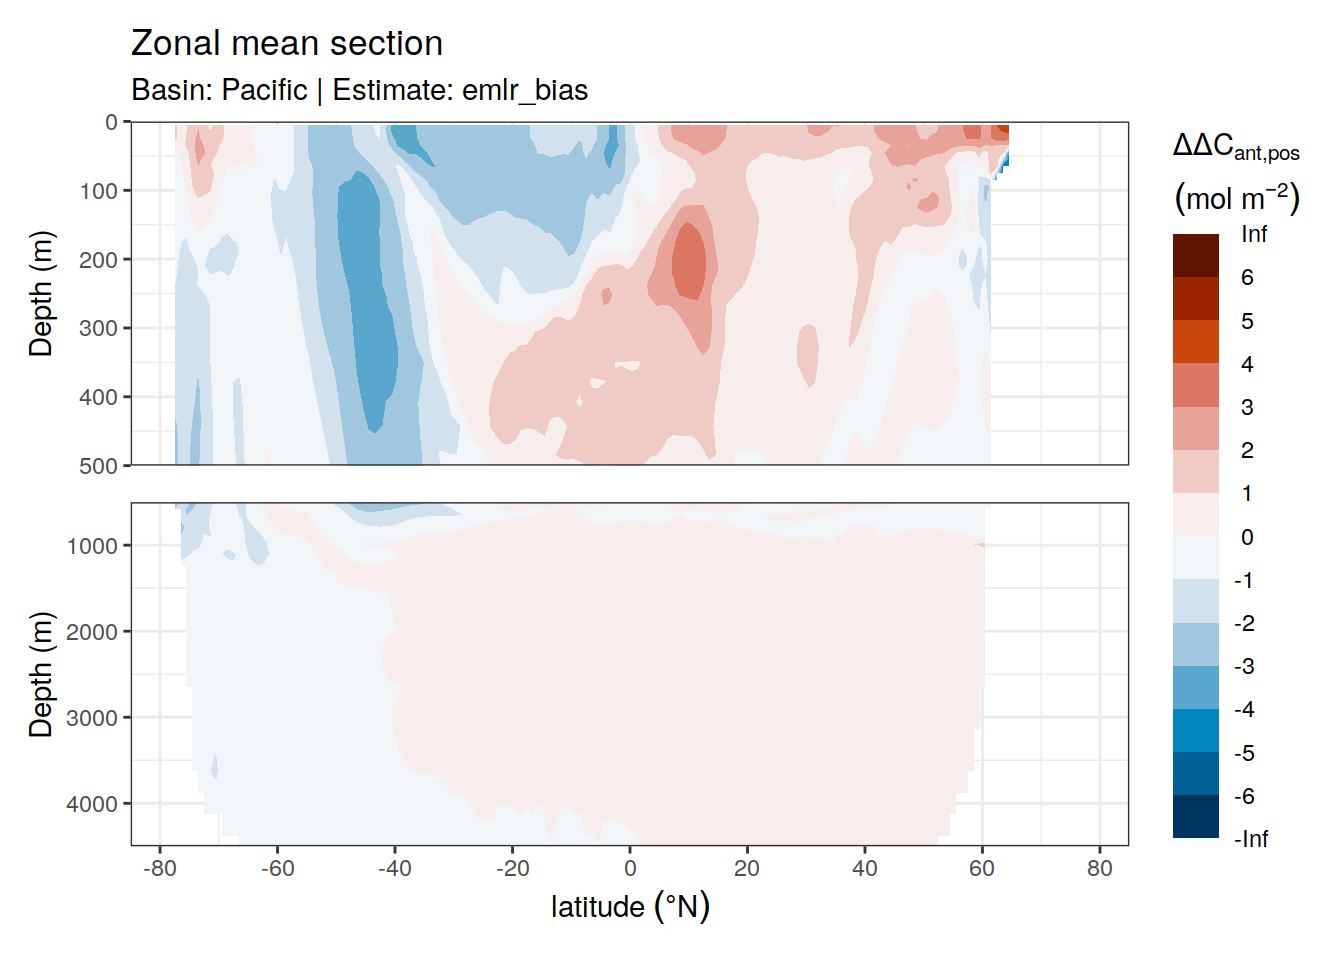 Zonal mean section
Basin: Pacific | Estimate: emlr_bias
0
100
200
300
400
500
Depth (m)
1000
2000
3000
4000
Depth (m)
-80 -60 -40 -20 0 20 40 60 80
latitude (°N)
ΔΔCant,pos
(mol m−2)
Inf
6
5
4
3
2
1
0
-1
-2
-3
-4
-5
-6
-Inf